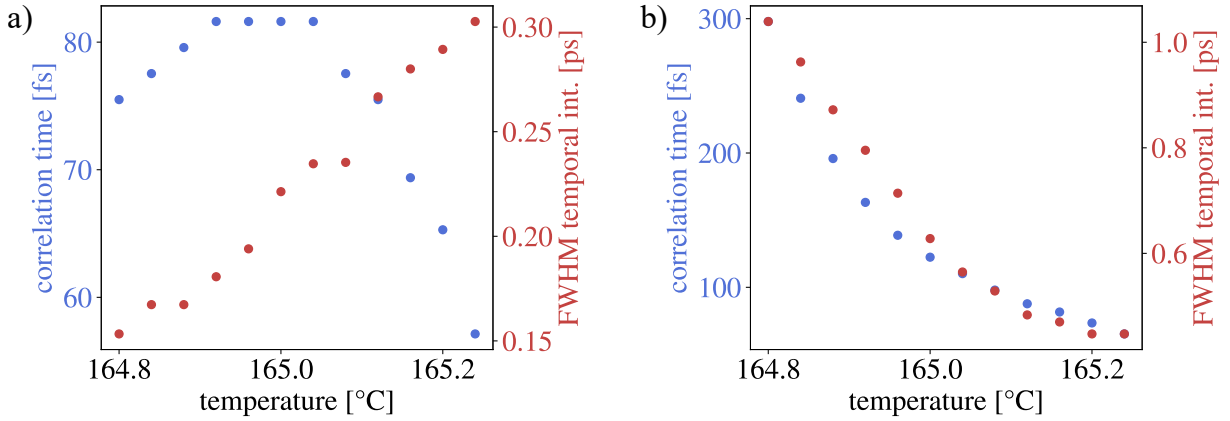 a)
80
70
60
correlation time [fs]
0.30
0.25
0.20
0.15
FWHM temporal int. [ps]
164.8 165.0 165.2
temperature [°C]
b)
300
200
100
correlation time [fs]
1.0
0.8
0.6
FWHM temporal int. [ps]
164.8 165.0 165.2
temperature [°C]